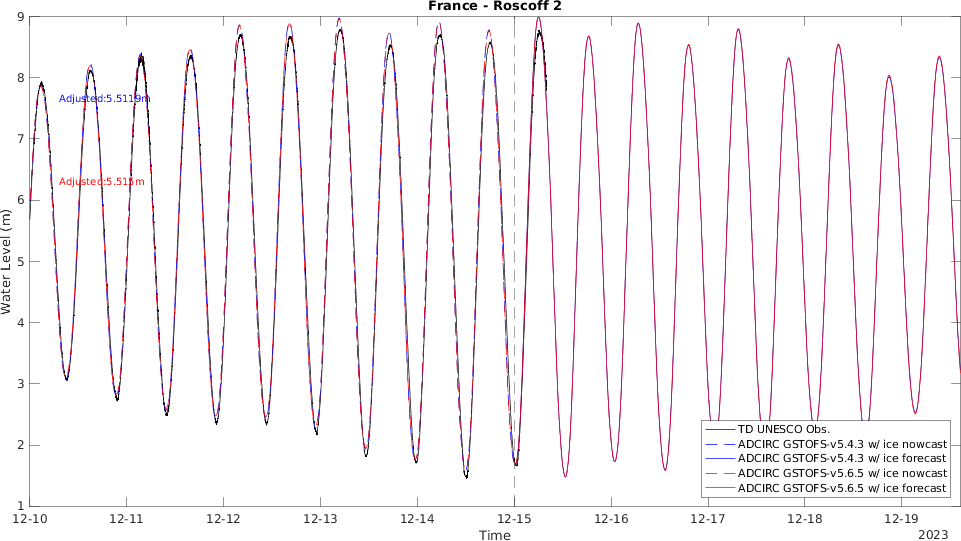 France - Roscoff 2
9
8
7
6
5
4
3
2
1
Water Level (m)
Adjusted:5.5119m
Adjusted:5.515m
TD UNESCO Obs.
ADCIRC GSTOFS-v5.4.3 w/ ice nowcast
ADCIRC GSTOFS-v5.4.3 w/ ice forecast
ADCIRC GSTOFS-v5.6.5 w/ ice nowcast
ADCIRC GSTOFS-v5.6.5 w/ ice forecast
12-10 12-11 12-12 12-13 12-14 12-15 12-16 12-17 12-18 12-19
Time
2023